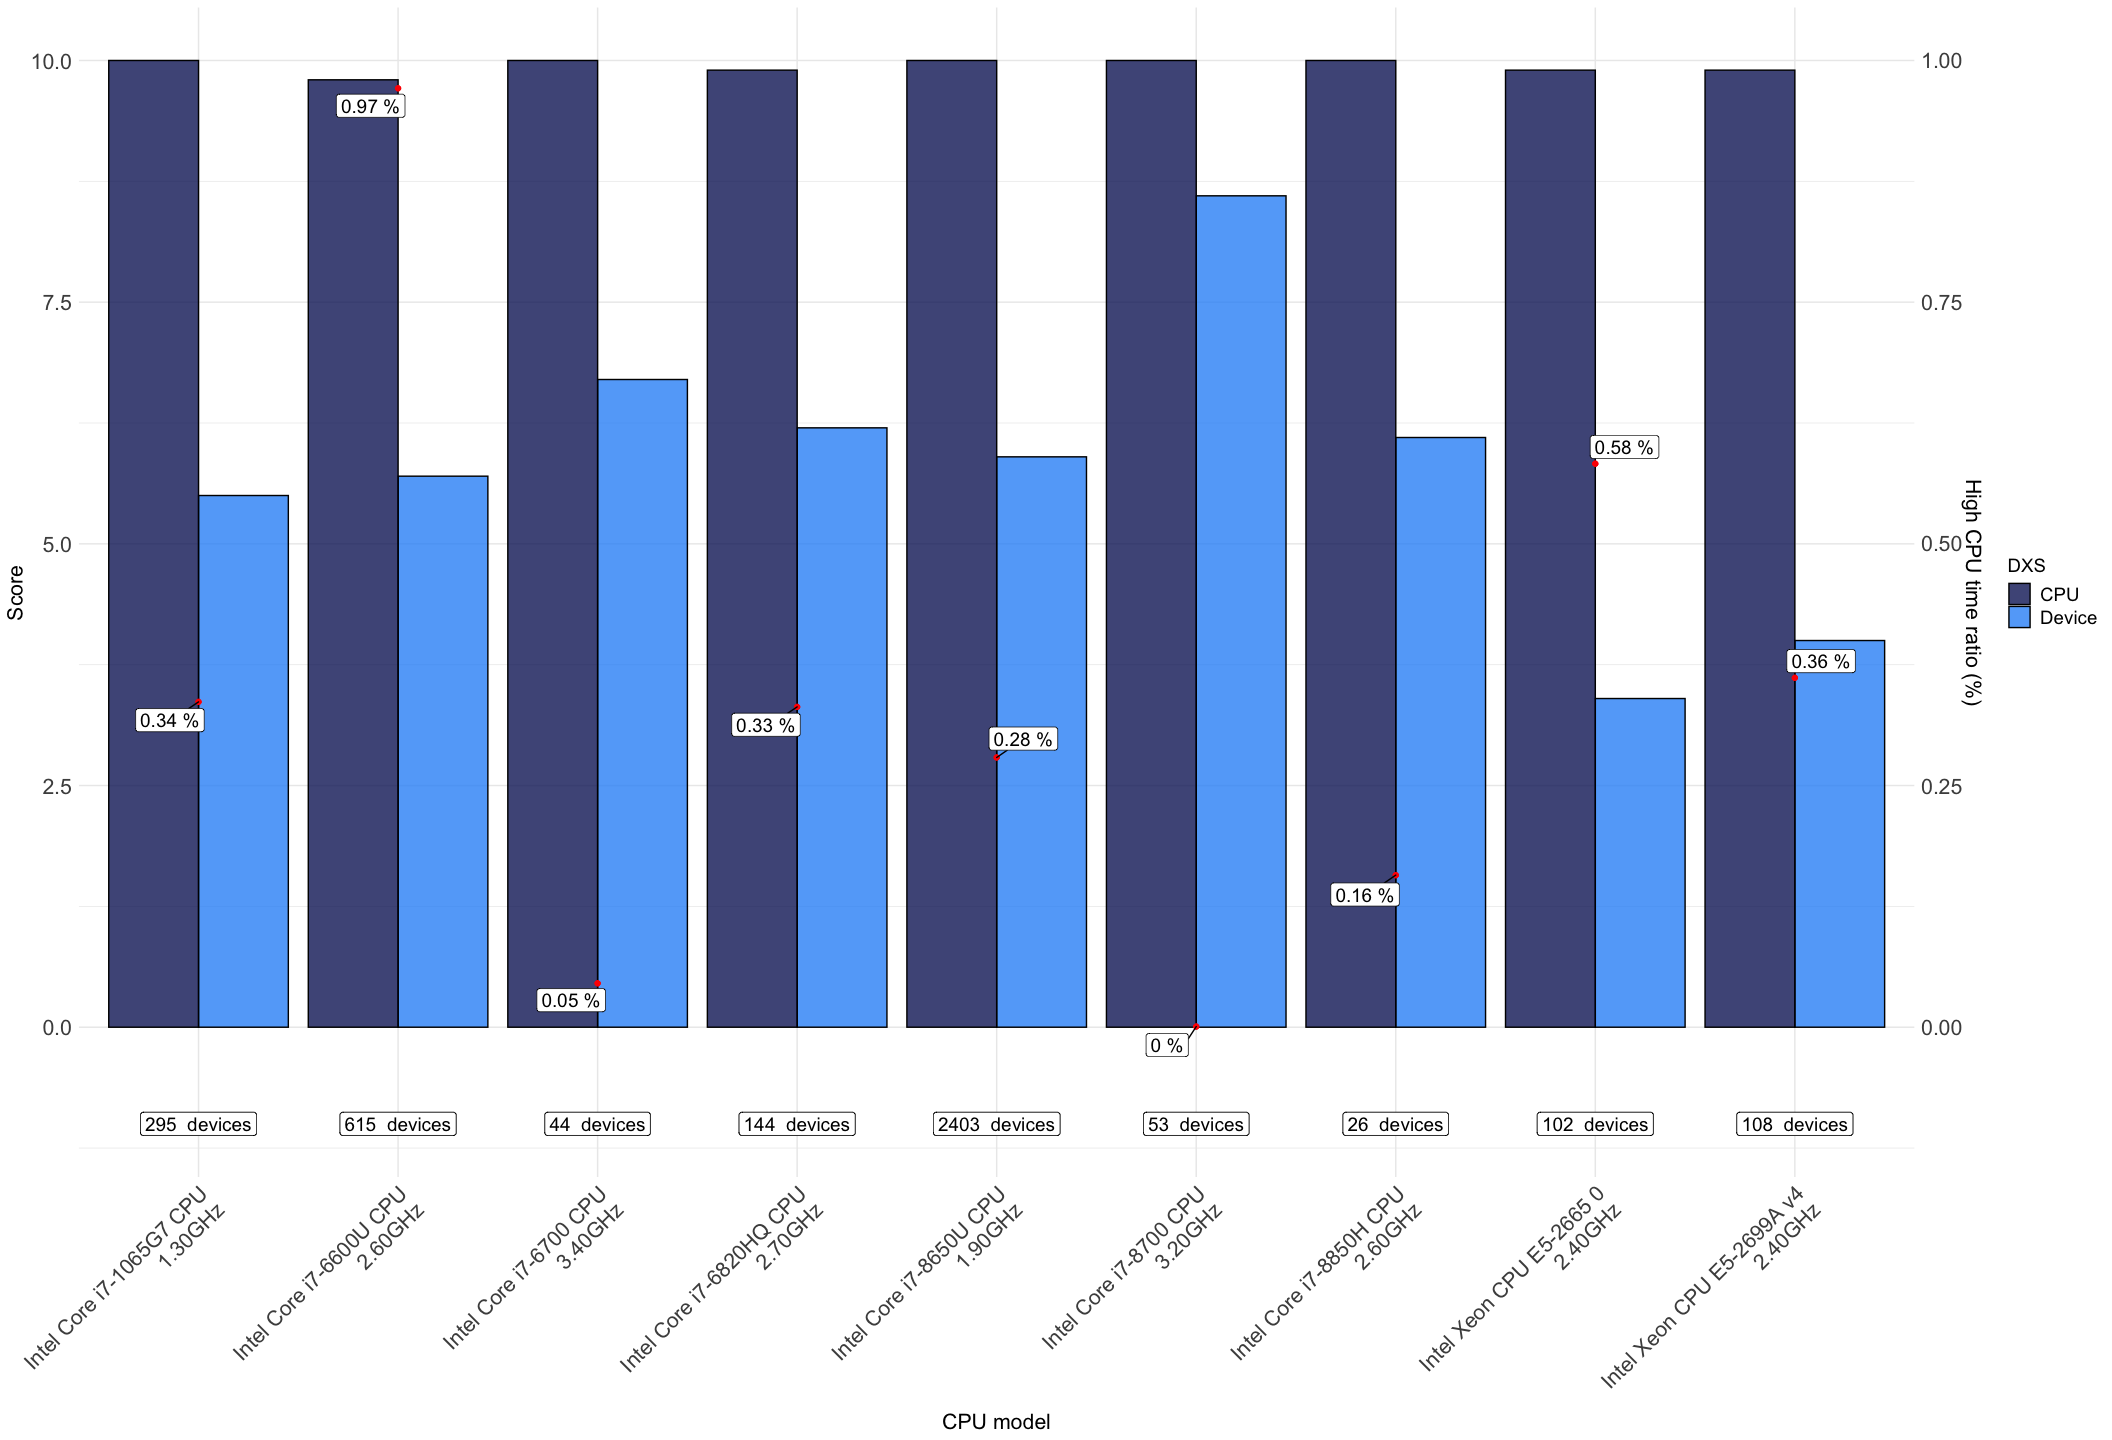 10.0
7.5
5.0
2.5
0.0
Score
1.00
0.75
0.50
0.25
0.00
High CPU time ratio (%)
0.34 %
0.97 %
0.05 %
0.33 %
0.28 %
0 %
0.16 %
0.58 %
0.36 %
295 devices
615 devices
44 devices
144 devices
2403 devices
53 devices
26 devices
102 devices
108 devices
Intel Core i7-1065G7 CPU
1.30GHz
Intel Core i7-6600U CPU
2.60GHz
Intel Core i7-6700 CPU
3.40GHz
Intel Core i7-6820HQ CPU
2.70GHz
Intel Core i7-8650U CPU
1.90GHz
Intel Core i7-8700 CPU
3.20GHz
Intel Core i7-8850H CPU
2.60GHz
Intel Xeon CPU E5-2665 0
2.40GHz
Intel Xeon CPU E5-2699A v4
2.40GHz
CPU model
DXS
CPU
Device